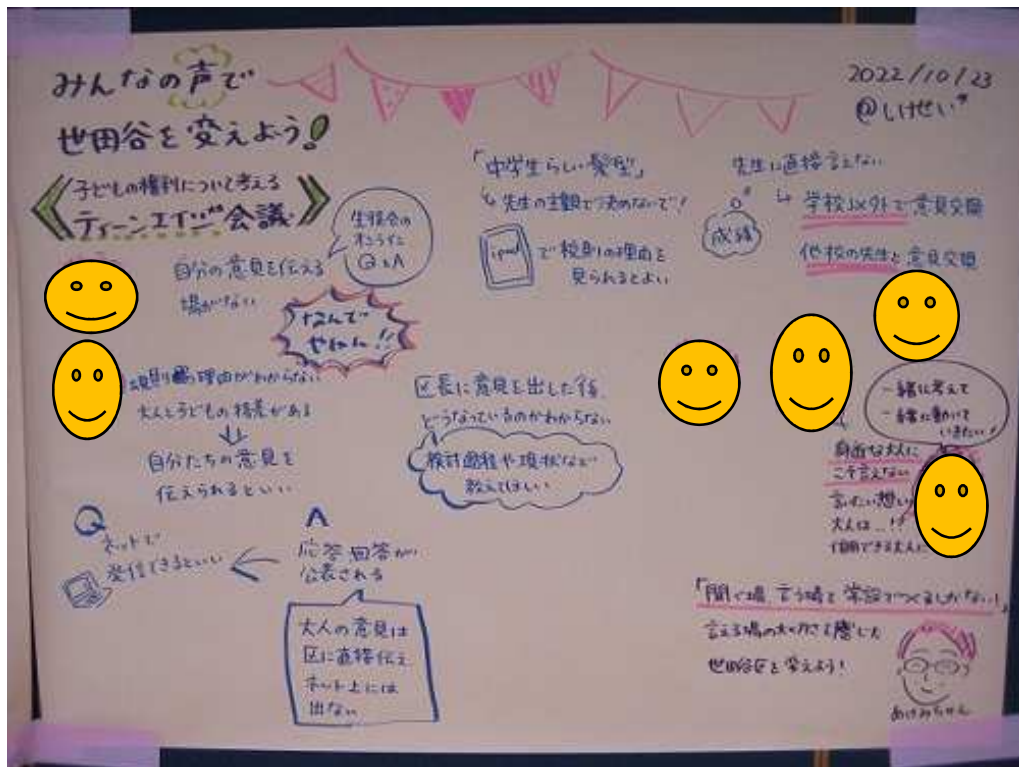 みんなの声で
世田谷を変えよう!
2022/10/23
@しけせい
子どもの権利について考える
ティーンエイジ会議
生徒会の
オンライン
Q&A
自分の意見を伝える
場がない
なんで
やねん!!
理由がわからない
大人と子どもの格差がある
自分たちの意見を
伝えられるといい
「中学生らしい髪型」
先生の主観で決めないで!
ipad
で校則の理由を
見られるとよい
先生に直接言えない
成績
学校以外で意見交換
他校の先生と意見交換
区長に意見を出した後、
どうなっているのかわからない
検討過程や現状など
教えてほしい
Q
ネットで
受信できるといい
A
応答・回答が
公表される
大人の意見は
区に直接伝え
ネット上には
出ない
一緒に考えて
一緒に動いて
いきたい!
身近な大人に
こそ言えない
言いたい想い
大人は…!?
信用できる大人に
「聞く場、言う場を常設でつくるしかない!」
言える場の大切さを感じた
世田谷区を変えよう!
あけみちゃん